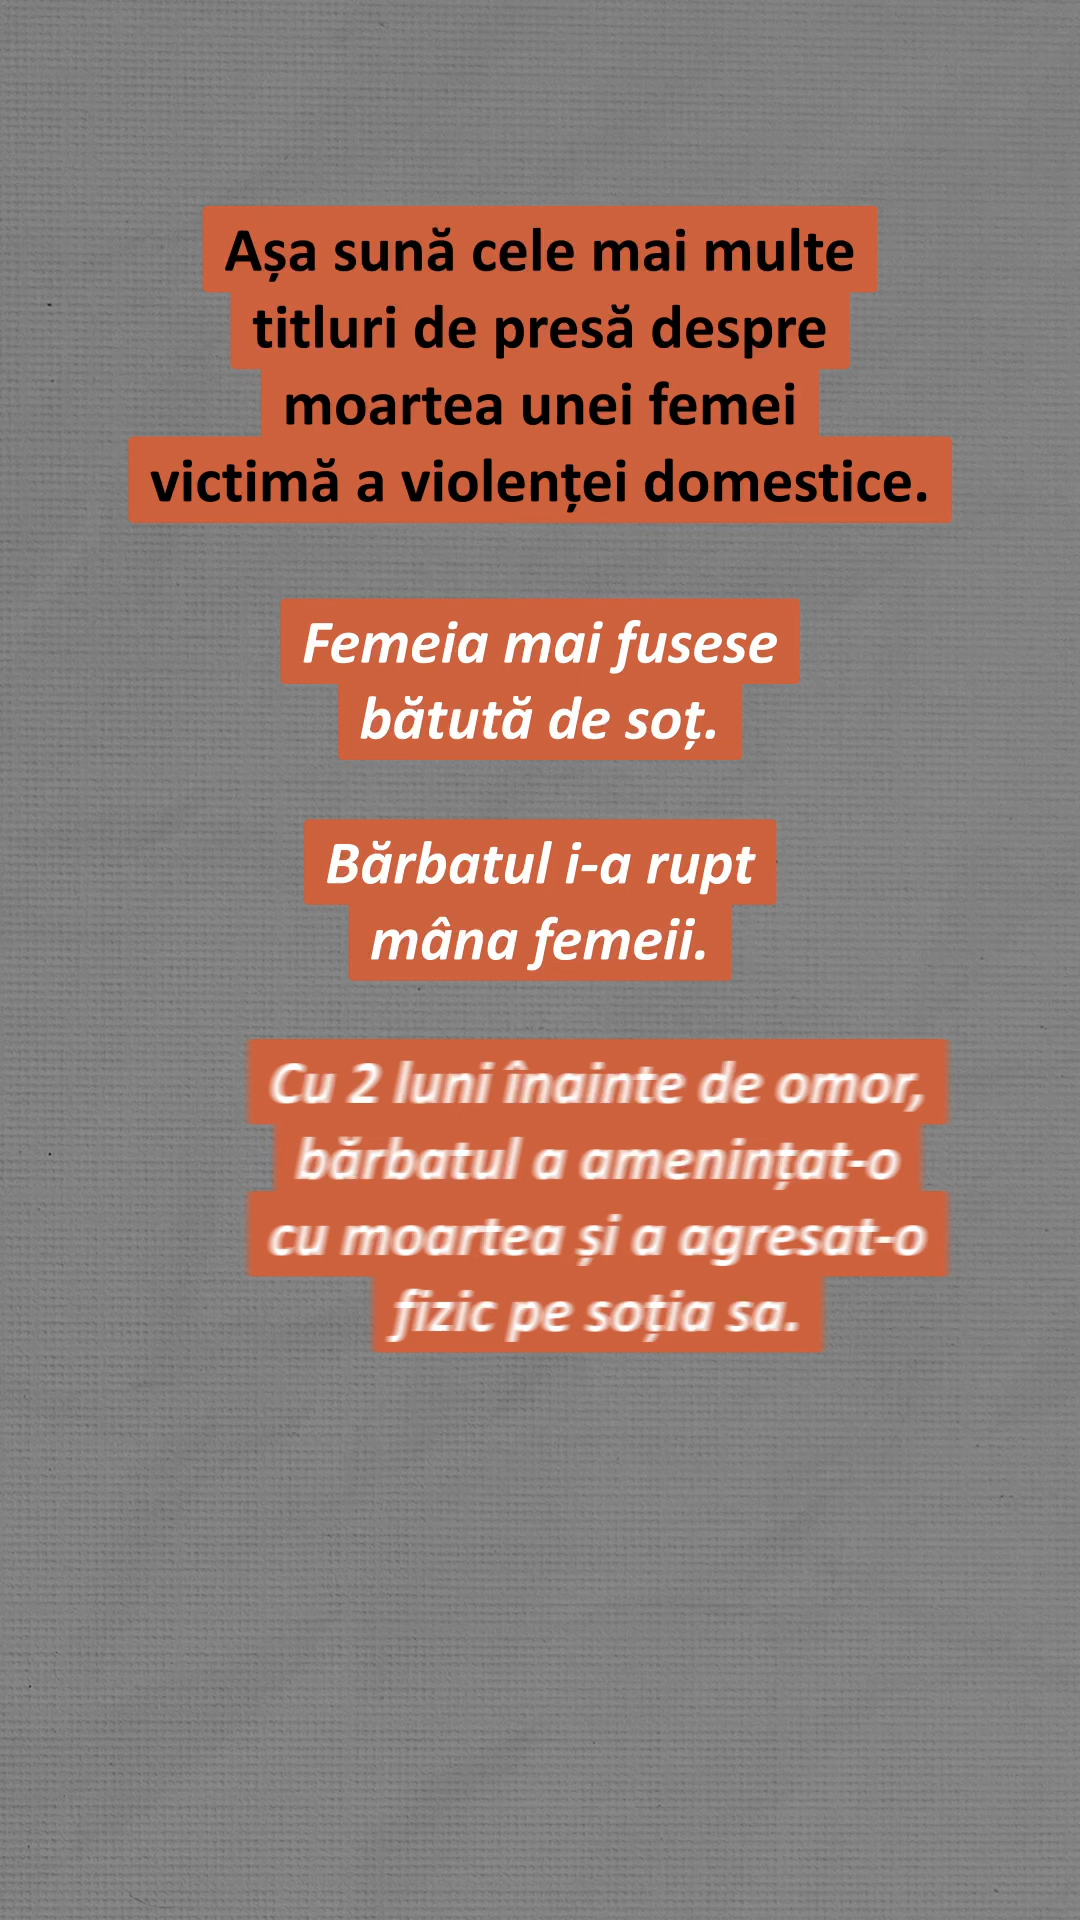 Așa sună cele mai multe
titluri de presă despre
moartea unei femei
victimă a violenței domestice.
Femeia mai fusese
bătută de soț.
Bărbatul i-a rupt
mâna femeii.
Cu 2 luni înainte de omor,
bărbatul a amenințat-o
cu moartea și a agresat-o
fizic pe soția sa.